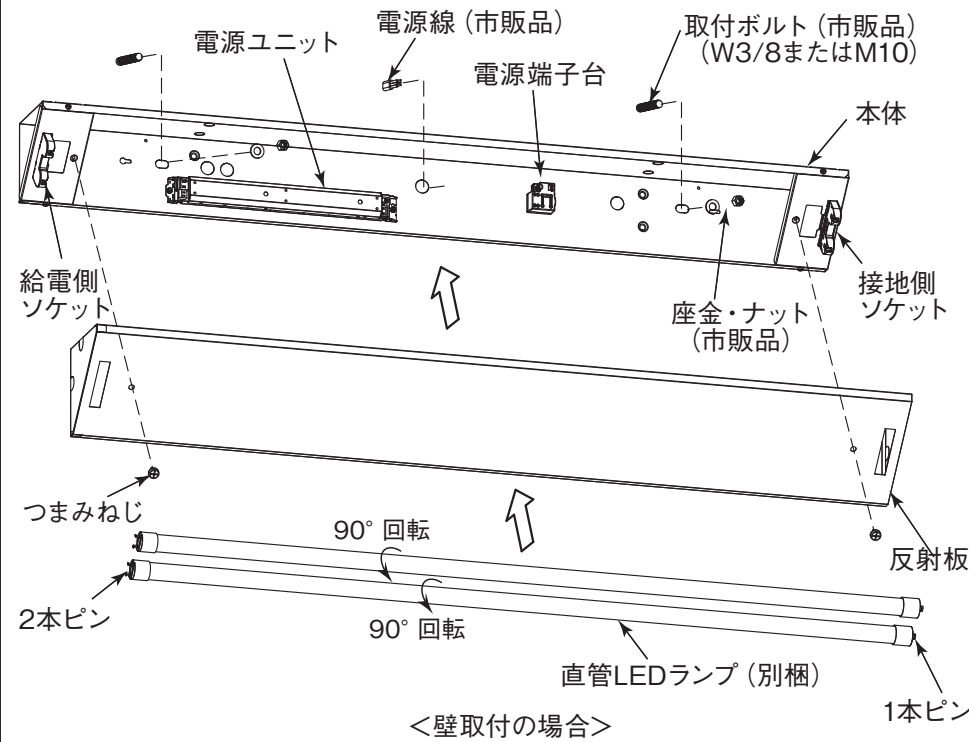 電源線（市販品）
取付ボルト（市販品）
（W3/8またはM10）
電源ユニット
電源端子台
本体
給電側
ソケット
座金・ナット
（市販品）
接地側
ソケット
つまみねじ
90° 回転
反射板
2本ピン
90° 回転
直管LEDランプ（別梱）
1本ピン
＜壁取付の場合＞